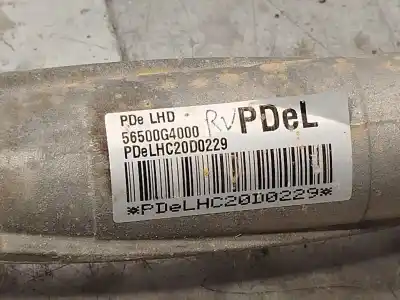 PDe LHD
56500G4000 RV PDeL
PDeLHC20D0229
*PDeLHC20D0229*